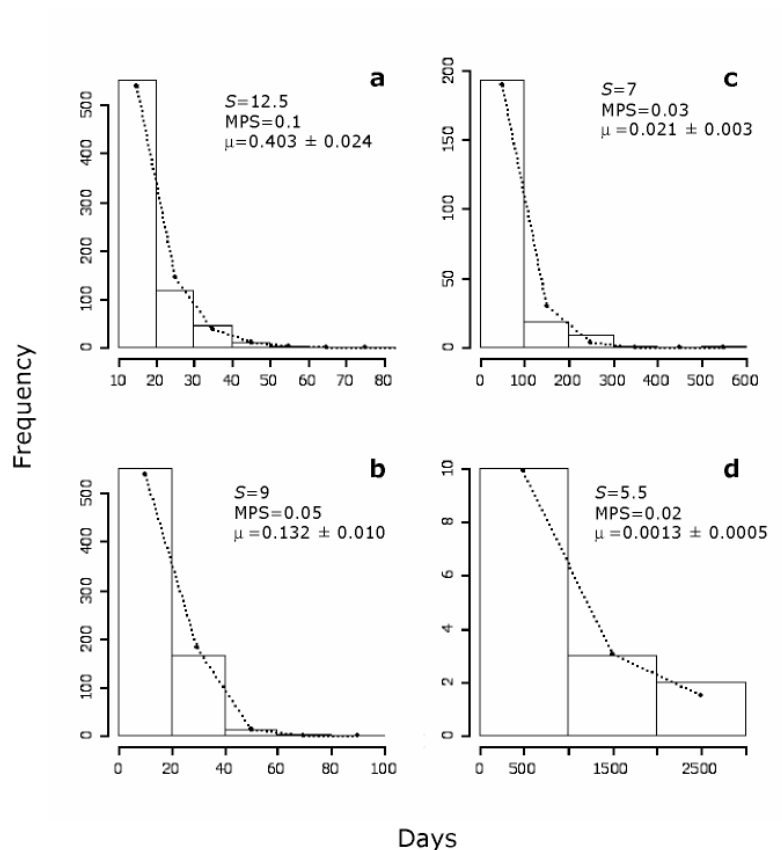 Frequency
a
S=12.5
MPS=0.1
μ=0.403 ± 0.024
500
400
300
200
100
0
10 20 30 40 50 60 70 80
c
S=7
MPS=0.03
μ =0.021 ± 0.003
200
150
100
50
0
0 100 200 300 400 500 600
b
S=9
MPS=0.05
μ =0.132 ± 0.010
500
400
300
200
100
0
0 20 40 60 80 100
d
S=5.5
MPS=0.02
μ =0.0013 ± 0.0005
10
8
6
4
2
0
0 500 1500 2500
Days